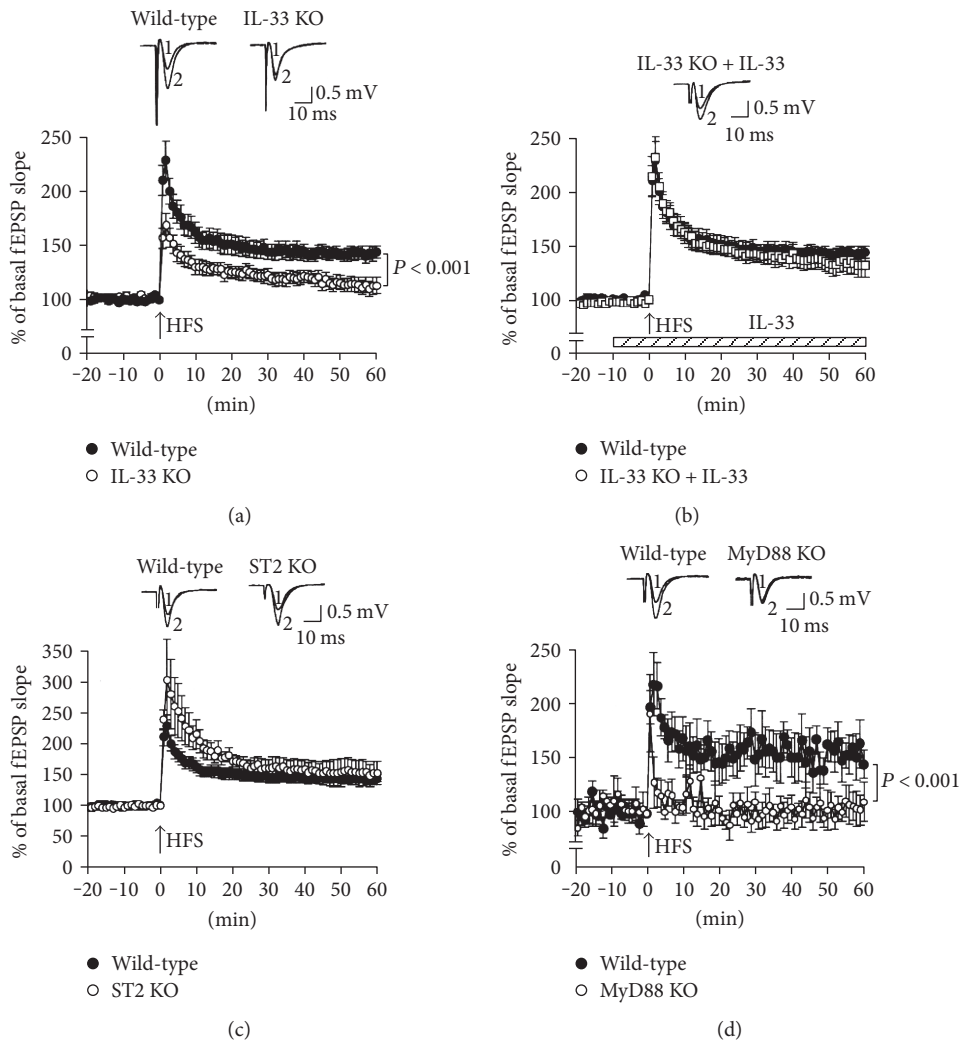 (a)
Wild-type IL-33 KO
1
2
1
2
0.5 mV
10 ms
% of basal fEPSP slope
250
200
150
100
0
P < 0.001
↑HFS
−20 −10 0 10 20 30 40 50 60
(min)
● Wild-type
○ IL-33 KO
(a)
IL-33 KO + IL-33
1
2
0.5 mV
10 ms
% of basal fEPSP slope
250
200
150
100
0
↑HFS
IL-33
−20 −10 0 10 20 30 40 50 60
(min)
● Wild-type
○ IL-33 KO + IL-33
(b)
Wild-type ST2 KO
1
2
1
2
0.5 mV
10 ms
% of basal fEPSP slope
350
300
250
200
150
100
50
0
↑HFS
−20 −10 0 10 20 30 40 50 60
(min)
● Wild-type
○ ST2 KO
(c)
Wild-type MyD88 KO
1
2
1
2
0.5 mV
10 ms
% of basal fEPSP slope
250
200
150
100
0
P < 0.001
↑HFS
−20 −10 0 10 20 30 40 50 60
(min)
● Wild-type
○ MyD88 KO
(d)